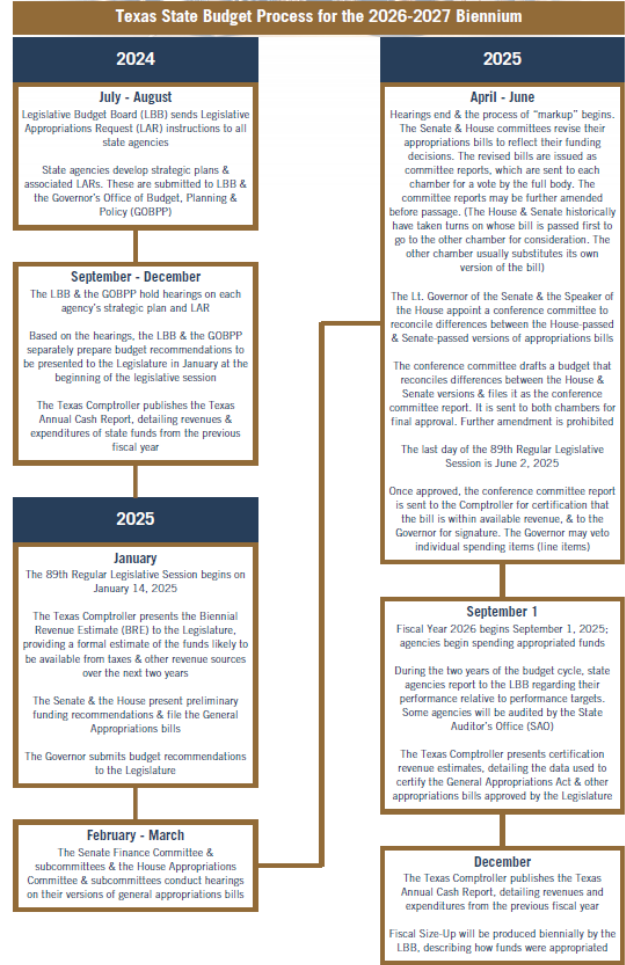 Texas State Budget Process for the 2026-2027 Biennium
2024
July - August
Legislative Budget Board (LBB) sends Legislative
Appropriations Request (LAR) instructions to all
state agencies
State agencies develop strategic plans &
associated LARs. These are submitted to LBB &
the Governor's Office of Budget, Planning &
Policy (GOBPP)
September - December
The LBB & the GOBPP hold hearings on each
agency's strategic plan and LAR
Based on the hearings, the LBB & the GOBPP
separately prepare budget recommendations to
be presented to the Legislature in January at the
beginning of the legislative session
The Texas Comptroller publishes the Texas
Annual Cash Report, detailing revenues &
expenditures of state funds from the previous
fiscal year
2025
January
The 89th Regular Legislative Session begins on
January 14, 2025
The Texas Comptroller presents the Biennial
Revenue Estimate (BRE) to the Legislature,
providing a formal estimate of the funds likely to
be available from taxes & other revenue sources
over the next two years
The Senate & the House present preliminary
funding recommendations & file the General
Appropriations bills
The Governor submits budget recommendations
to the Legislature
February - March
The Senate Finance Committee &
subcommittees & the House Appropriations
Committee & subcommittees conduct hearings
on their versions of general appropriations bills
2025
April - June
Hearings end & the process of “markup” begins.
The Senate & House committees revise their
appropriations bills to reflect their funding
decisions. The revised bills are issued as
committee reports, which are sent to each
chamber for a vote by the full body. The
committee reports may be further amended
before passage. (The House & Senate historically
have taken turns on whose bill is passed first to
go to the other chamber for consideration. The
other chamber usually substitutes its own
version of the bill)
The Lt. Governor of the Senate & the Speaker of
the House appoint a conference committee to
reconcile differences between the House-passed
& Senate-passed versions of appropriations bills
The conference committee drafts a budget that
reconciles differences between the House &
Senate versions & files it as the conference
committee report. It is sent to both chambers for
final approval. Further amendment is prohibited
The last day of the 89th Regular Legislative
Session is June 2, 2025
Once approved, the conference committee report
is sent to the Comptroller for certification that
the bill is within available revenue, & to the
Governor for signature. The Governor may veto
individual spending items (line items)
September 1
Fiscal Year 2026 begins September 1, 2025;
agencies begin spending appropriated funds
During the two years of the budget cycle, state
agencies report to the LBB regarding their
performance relative to performance targets.
Some agencies will be audited by the State
Auditor's Office (SAO)
The Texas Comptroller presents certification
revenue estimates, detailing the data used to
certify the General Appropriations Act & other
appropriations bills approved by the Legislature
December
The Texas Comptroller publishes the Texas
Annual Cash Report, detailing revenues and
expenditures from the previous fiscal year
Fiscal Size-Up will be produced biennially by the
LBB, describing how funds were appropriated